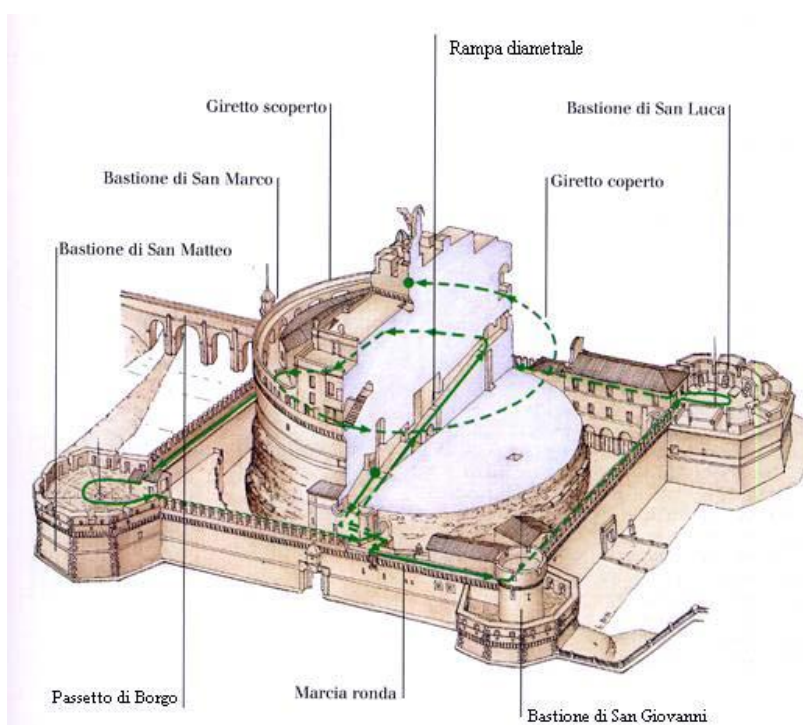 Rampa diametrale
Giretto scoperto
Bastione di San Luca
Bastione di San Marco
Giretto coperto
Bastione di San Matteo
Passetto di Borgo
Marcia ronda
Bastione di San Giovanni